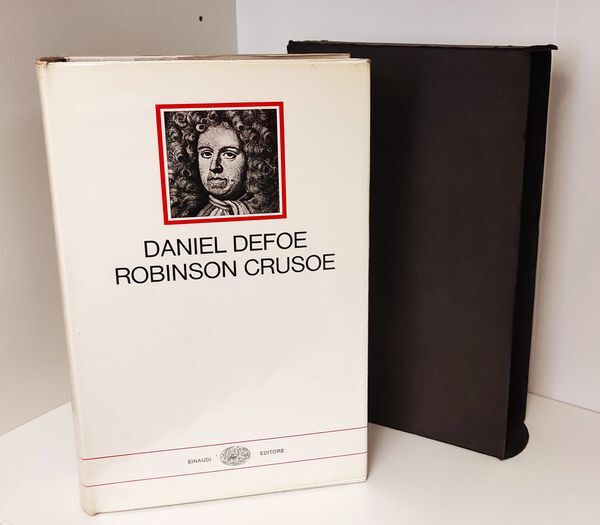 DANIEL DEFOE
ROBINSON CRUSOE
EINAUDI EDITORE